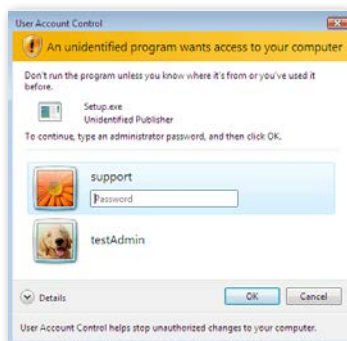 User Account Control
An unidentified program wants access to your computer
Don't run the program unless you know where it's from or you've used it
before.
Setup.exe
Unidentified Publisher
To continue, type an administrator password, and then click OK.
support
Password
testAdmin
Details
OK
Cancel
User Account Control helps stop unauthorized changes to your computer.